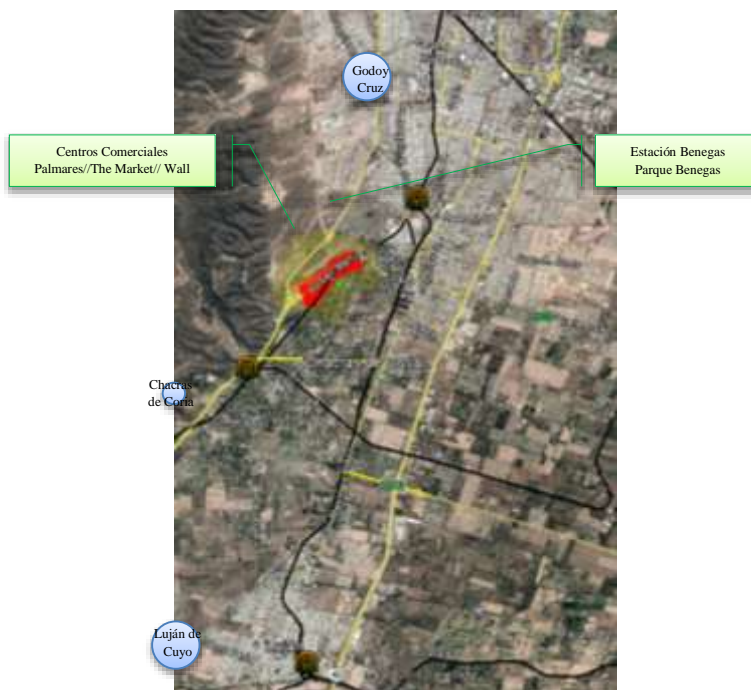 Godoy
Cruz
Centros Comerciales
Palmares//The Market// Wall
Estación Benegas
Parque Benegas
Chacras
de Coria
Luján de
Cuyo